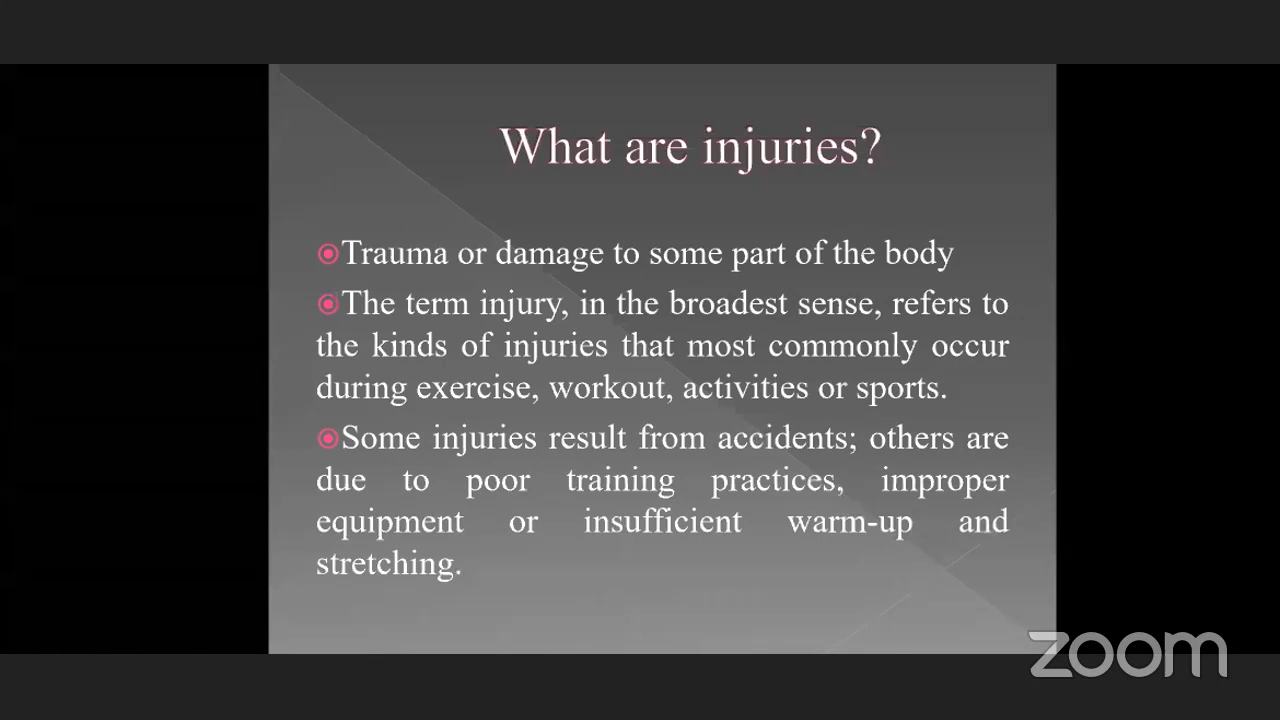 What are injuries?
Trauma or damage to some part of the body
The term injury, in the broadest sense, refers to
the kinds of injuries that most commonly occur
during exercise, workout, activities or sports.
Some injuries result from accidents; others are
due to poor training practices, improper
equipment or insufficient warm-up and
stretching.
zoom